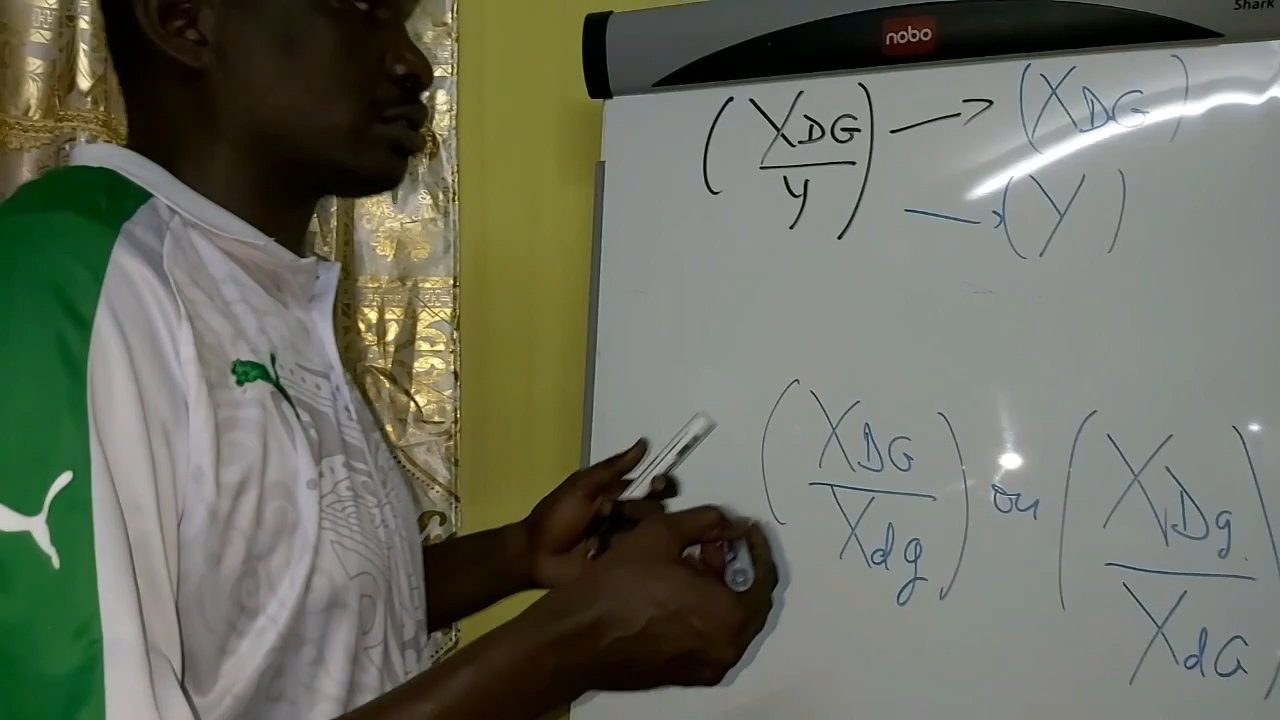 Shark
nobo
(XDG/y) → (XDG)
→ (Y)
(XDG/Xdg) ou (XDg/XdG)